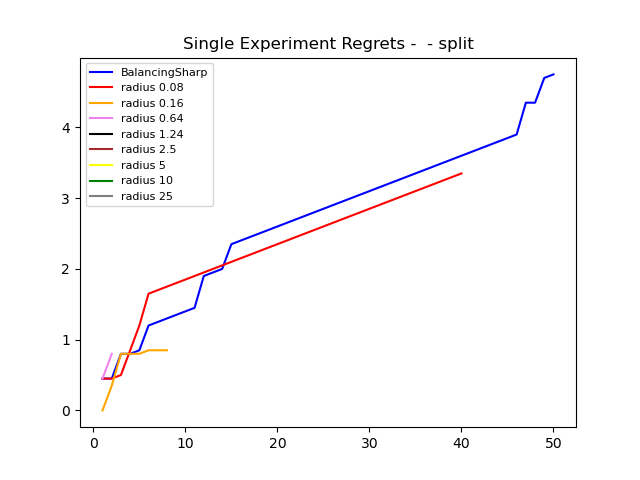 Single Experiment Regrets -  - split
BalancingSharp
radius 0.08
radius 0.16
radius 0.64
radius 1.24
radius 2.5
radius 5
radius 10
radius 25
4
3
2
1
0
0 10 20 30 40 50